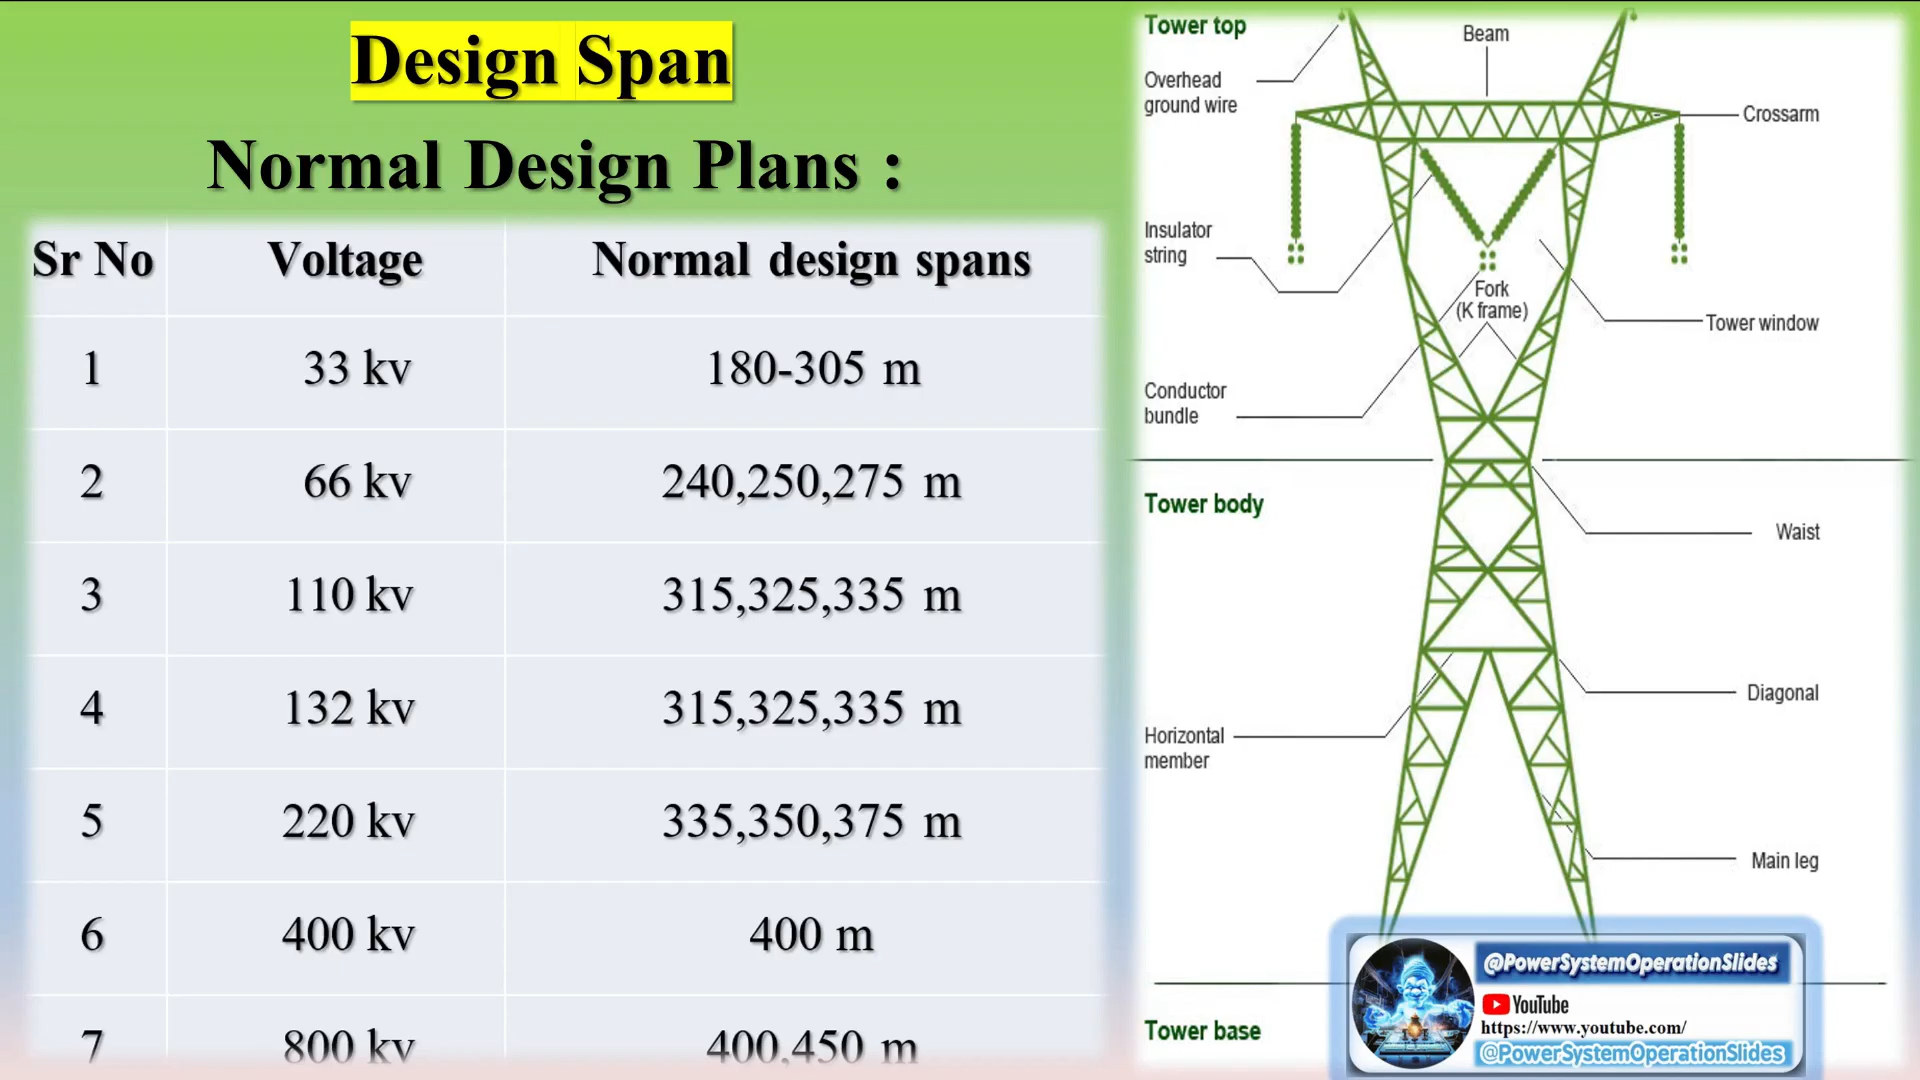 Design Span
Normal Design Plans :
Sr No Voltage Normal design spans
1 33 kv 180-305 m
2 66 kv 240,250,275 m
3 110 kv 315,325,335 m
4 132 kv 315,325,335 m
5 220 kv 335,350,375 m
6 400 kv 400 m
7 800 kv 400,450 m
Tower top
Beam
Overhead
ground wire
Crossarm
Insulator
string
Fork
(K frame)
Tower window
Conductor
bundle
Tower body
Waist
Diagonal
Horizontal
member
Main leg
Tower base
@PowerSystemOperationSlides
YouTube
https://www.youtube.com/
@PowerSystemOperationSlides